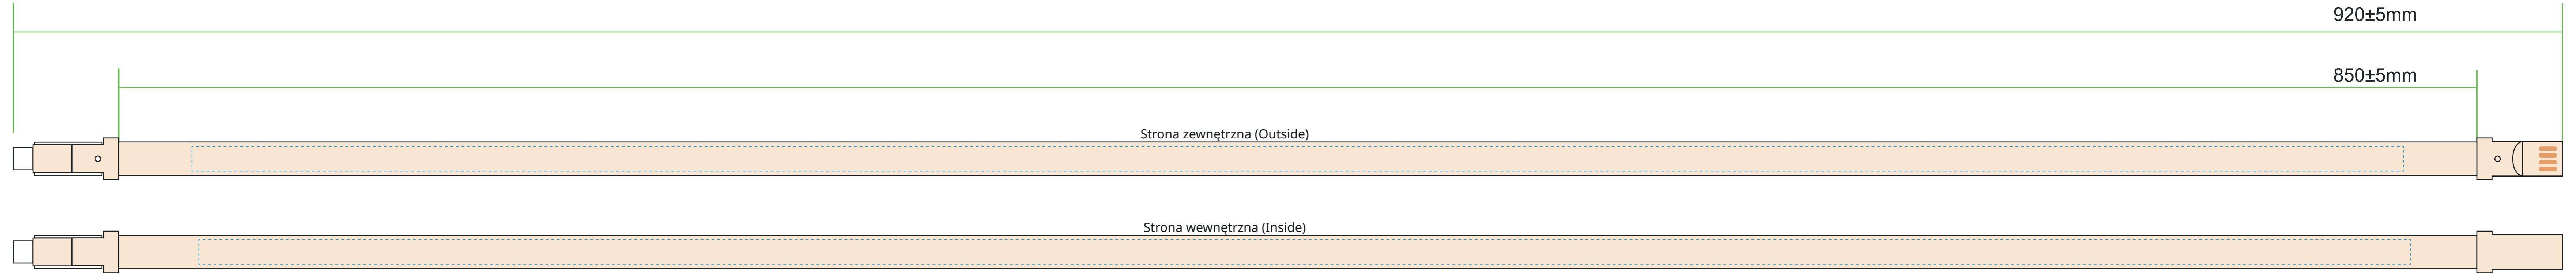 920±5mm
850±5mm
Strona zewnętrzna (Outside)
Strona wewnętrzna (Inside)